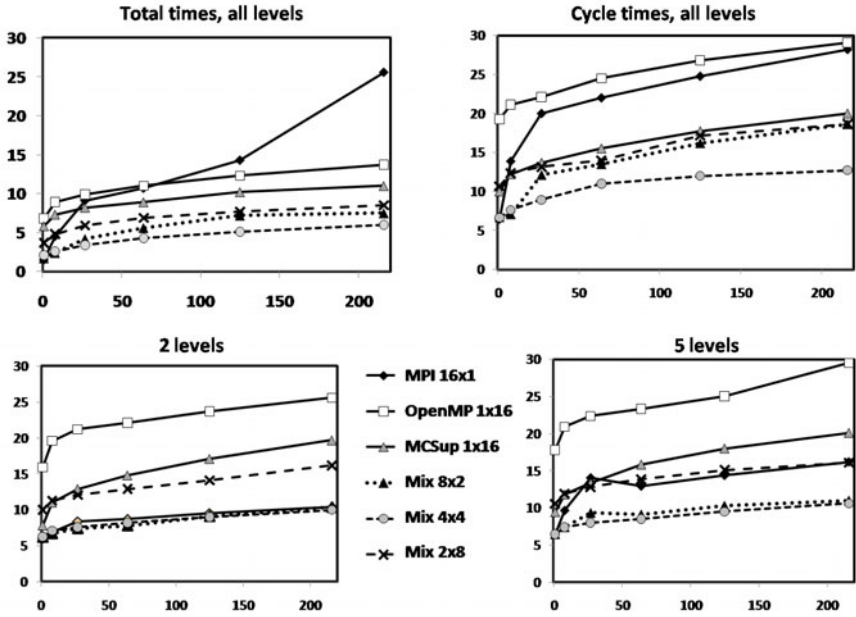 Total times, all levels
30
25
20
15
10
5
0
0 50 100 150 200
Cycle times, all levels
30
25
20
15
10
5
0
0 50 100 150 200
2 levels
30
25
20
15
10
5
0
0 50 100 150 200
MPI 16x1
OpenMP 1x16
MCSup 1x16
Mix 8x2
Mix 4x4
Mix 2x8
5 levels
30
25
20
15
10
5
0
0 50 100 150 200